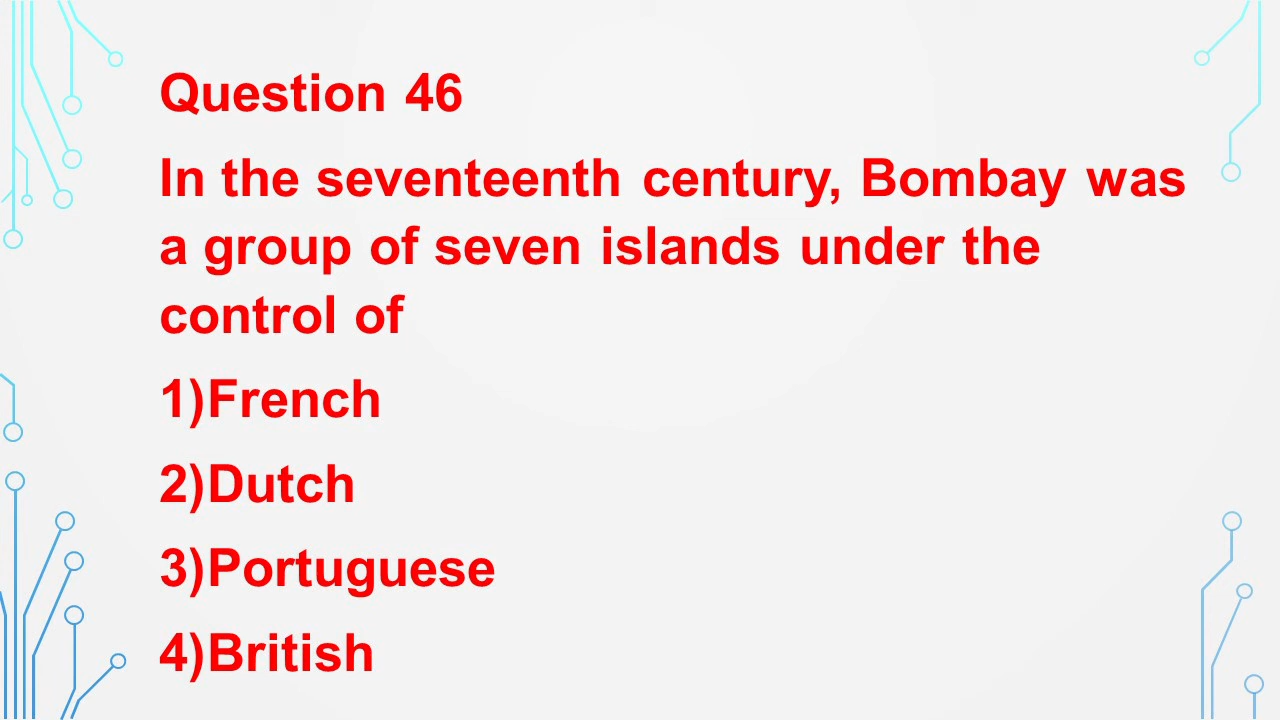 Question 46
In the seventeenth century, Bombay was
a group of seven islands under the
control of
1)French
2)Dutch
3)Portuguese
4)British